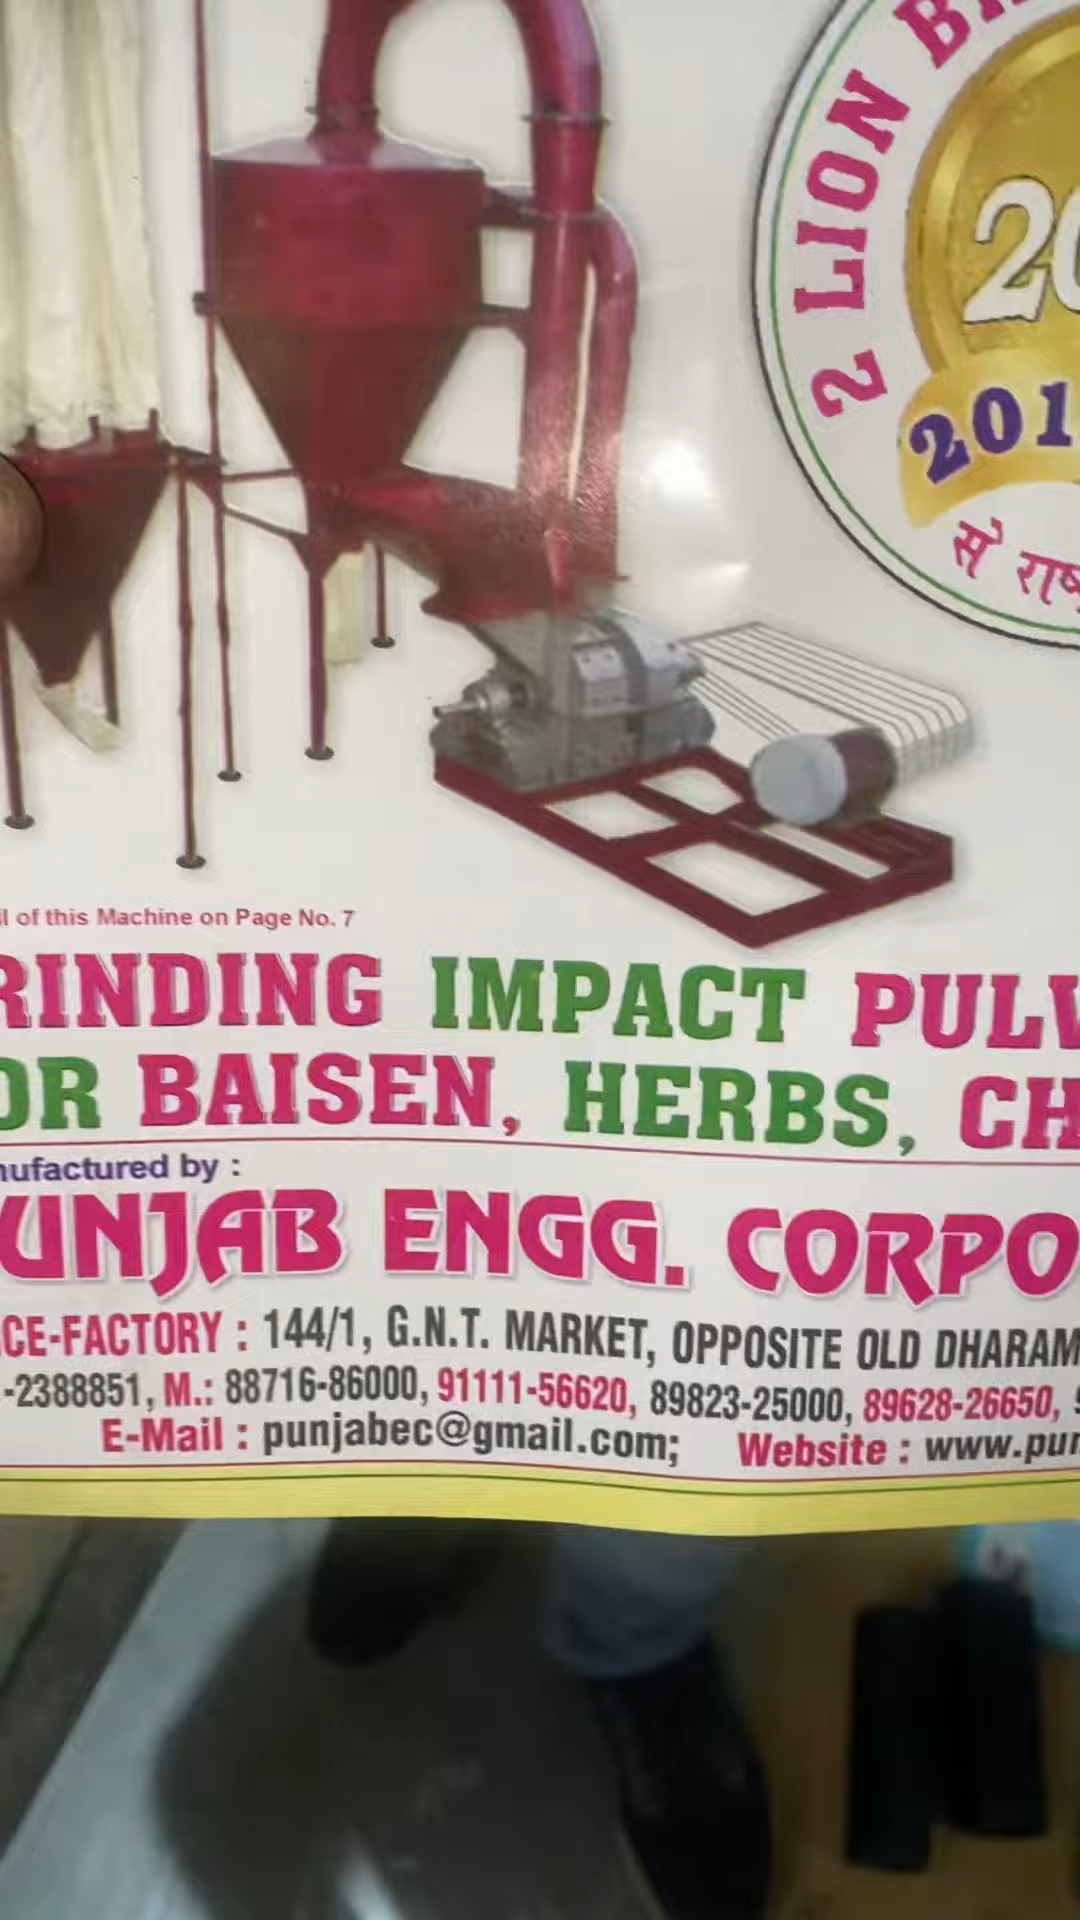 2 LION
20
201
से
il of this Machine on Page No. 7
RINDING IMPACT PULV
OR BAISEN, HERBS, CH
nufactured by :
UNJAB ENGG. CORPO
CE-FACTORY : 144/1, G.N.T. MARKET, OPPOSITE OLD DHARAM
-2388851, M.: 88716-86000, 91111-56620, 89823-25000, 89628-26650,
E-Mail : punjabec@gmail.com; Website : www.pun